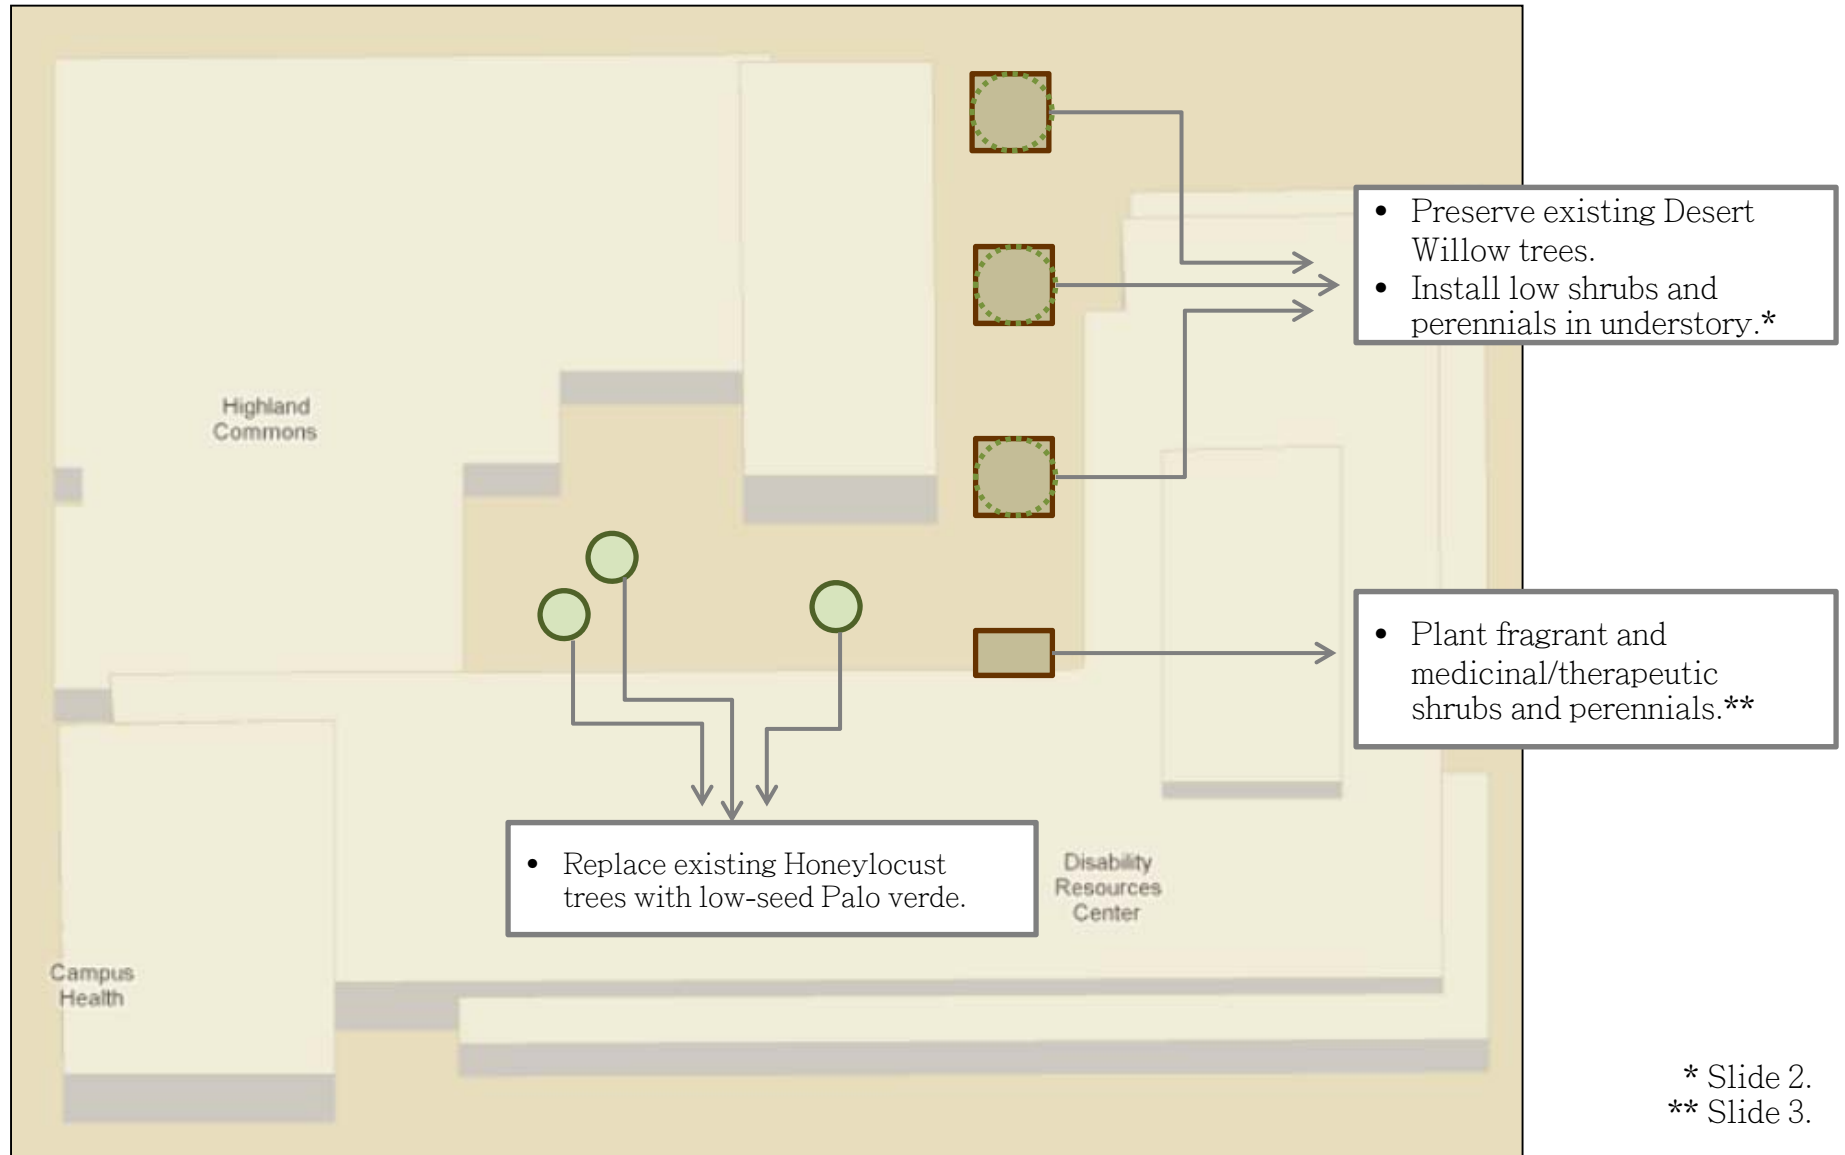 • Preserve existing Desert
Willow trees.
• Install low shrubs and
perennials in understory.*
Highland
Commons
• Plant fragrant and
medicinal/therapeutic
shrubs and perennials.**
• Replace existing Honeylocust
trees with low-seed Palo verde.
Disability
Resources
Center
Campus
Health
* Slide 2.
** Slide 3.